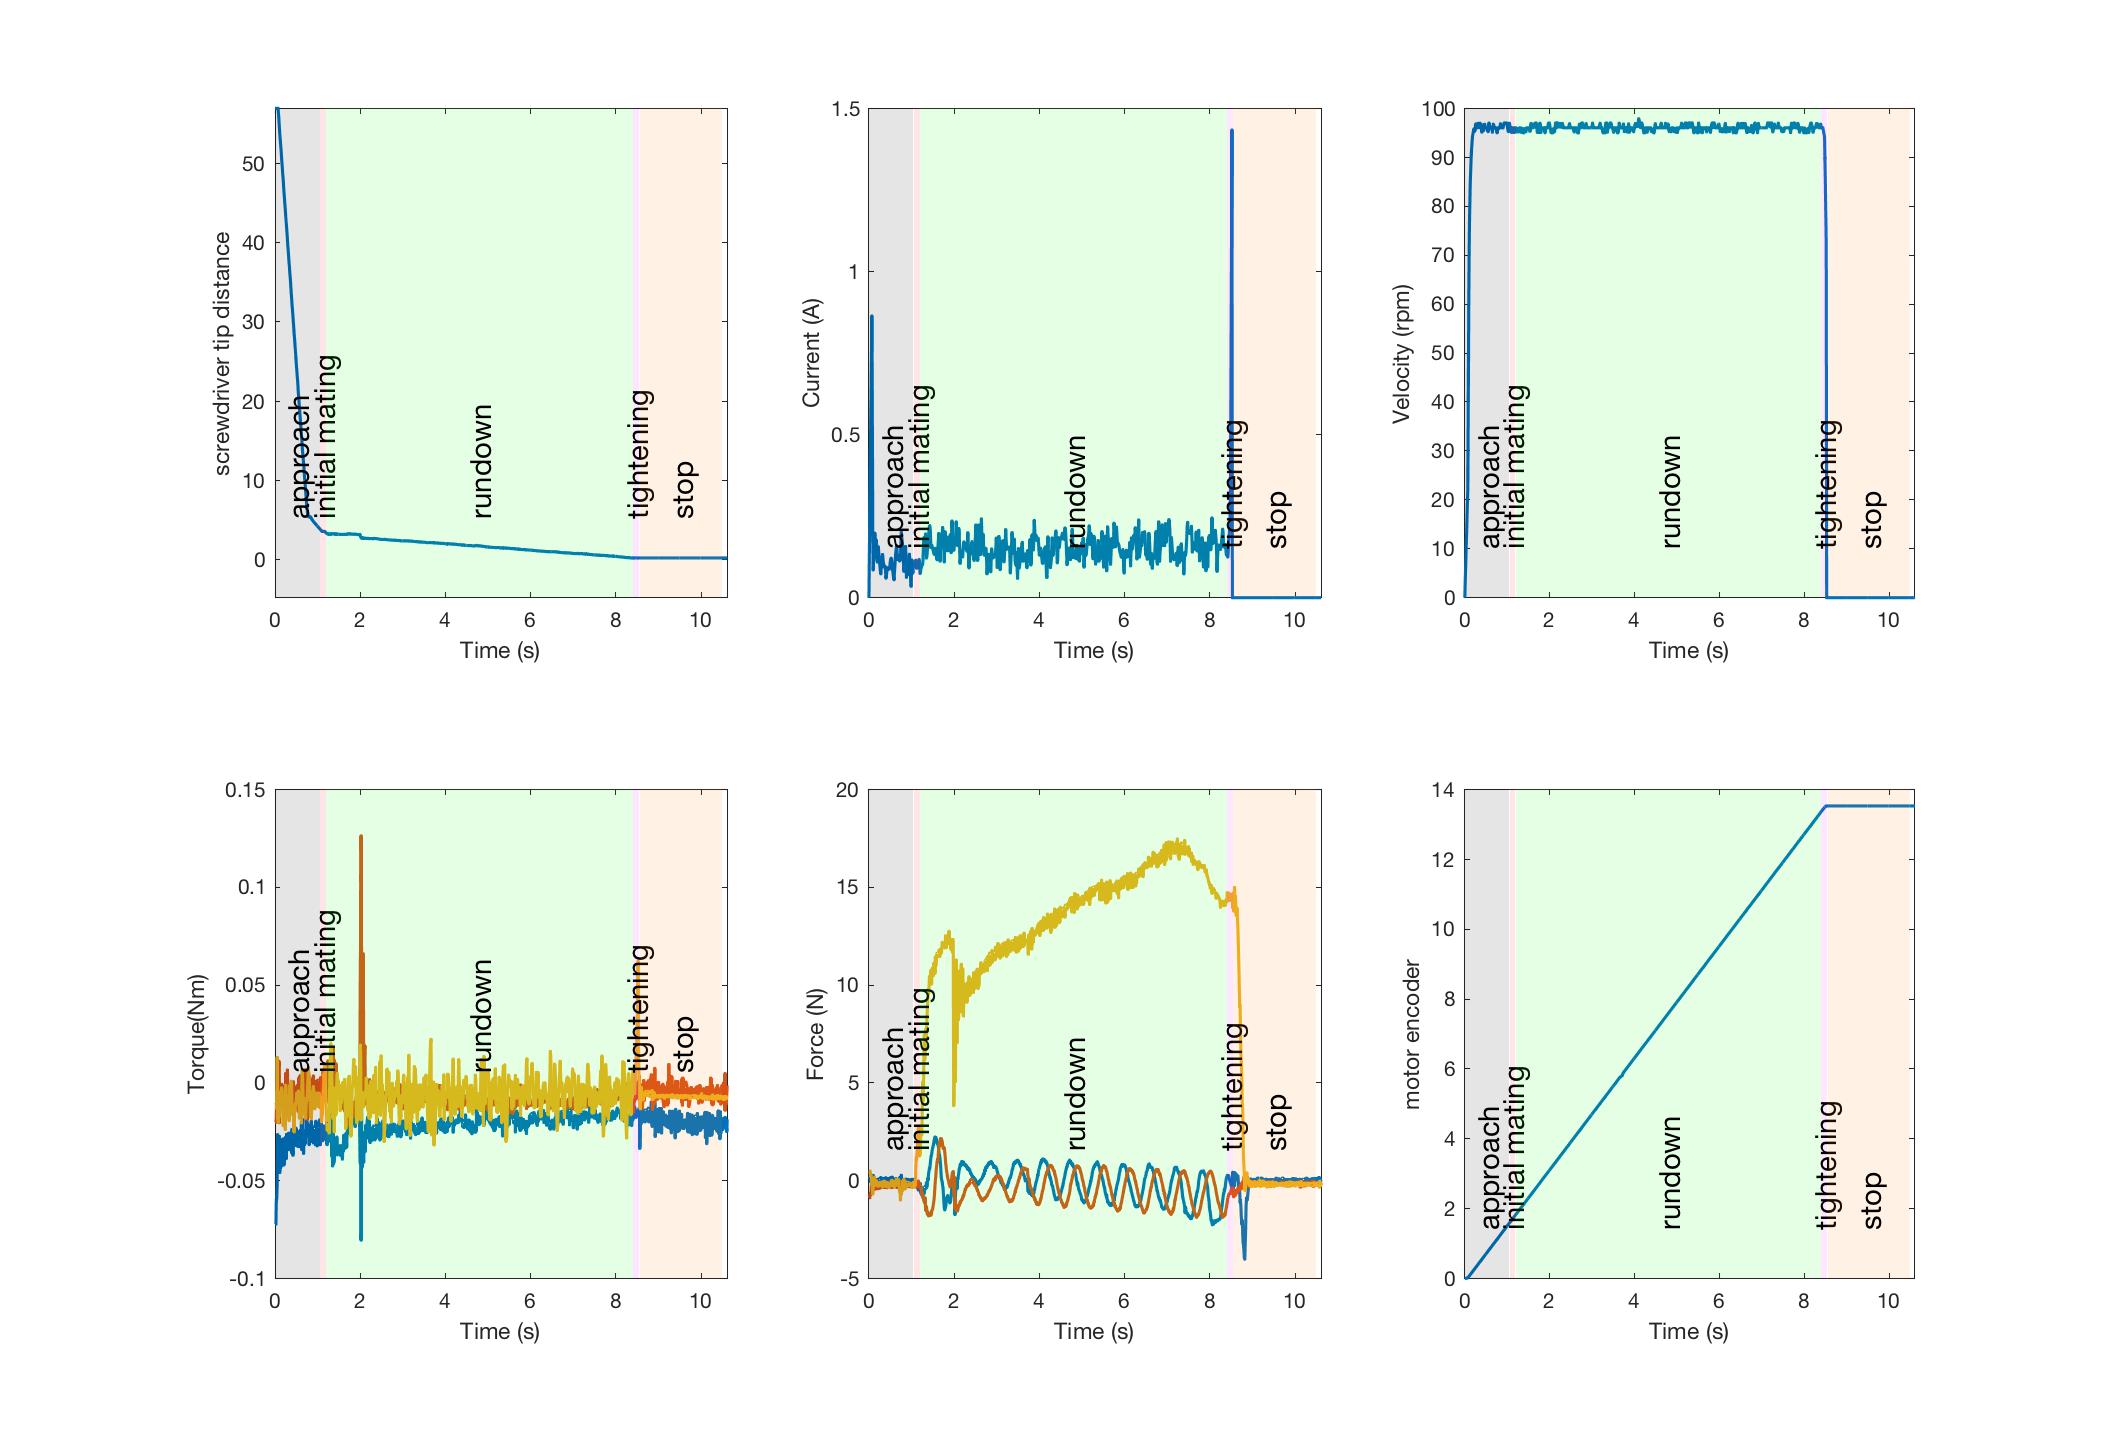 50
40
30
20
10
0
screwdriver tip distance
approach
initial mating
rundown
tightening
stop
0 2 4 6 8 10
Time (s)
1.5
1
0.5
0
Current (A)
approach
initial mating
rundown
tightening
stop
0 2 4 6 8 10
Time (s)
100
90
80
70
60
50
40
30
20
10
0
Velocity (rpm)
approach
initial mating
rundown
tightening
stop
0 2 4 6 8 10
Time (s)
0.15
0.1
0.05
0
-0.05
-0.1
Torque(Nm)
approach
initial mating
rundown
tightening
stop
0 2 4 6 8 10
Time (s)
20
15
10
5
0
-5
Force (N)
approach
initial mating
rundown
tightening
stop
0 2 4 6 8 10
Time (s)
14
12
10
8
6
4
2
0
motor encoder
approach
initial mating
rundown
tightening
stop
0 2 4 6 8 10
Time (s)